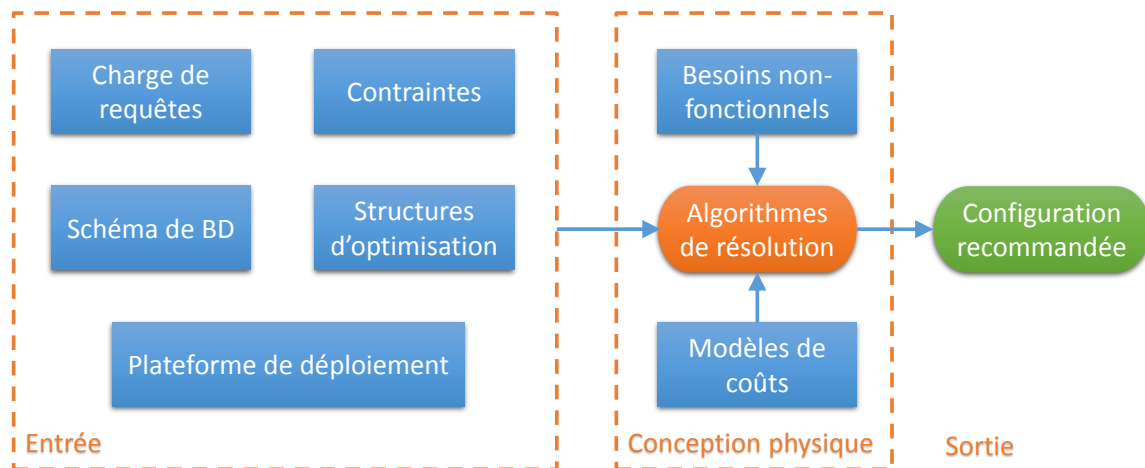 Charge de
requêtes
Contraintes
Schéma de BD
Structures
d’optimisation
Plateforme de déploiement
Entrée
Besoins non-
fonctionnels
Algorithmes
de résolution
Modèles de
coûts
Conception physique
Configuration
recommandée
Sortie